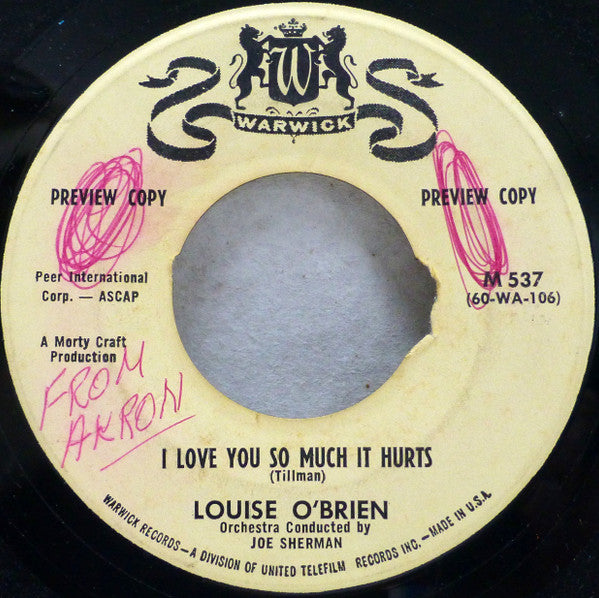 W
WARWICK
PREVIEW COPY
PREVIEW COPY
Peer International
Corp. — ASCAP
M 537
(60-WA-106)
A Morty Craft
Production
FROM
AKRON
I LOVE YOU SO MUCH IT HURTS
(Tillman)
LOUISE O'BRIEN
Orchestra Conducted by
JOE SHERMAN
WARWICK RECORDS—A DIVISION OF UNITED TELEFILM RECORDS INC.—MADE IN U.S.A.